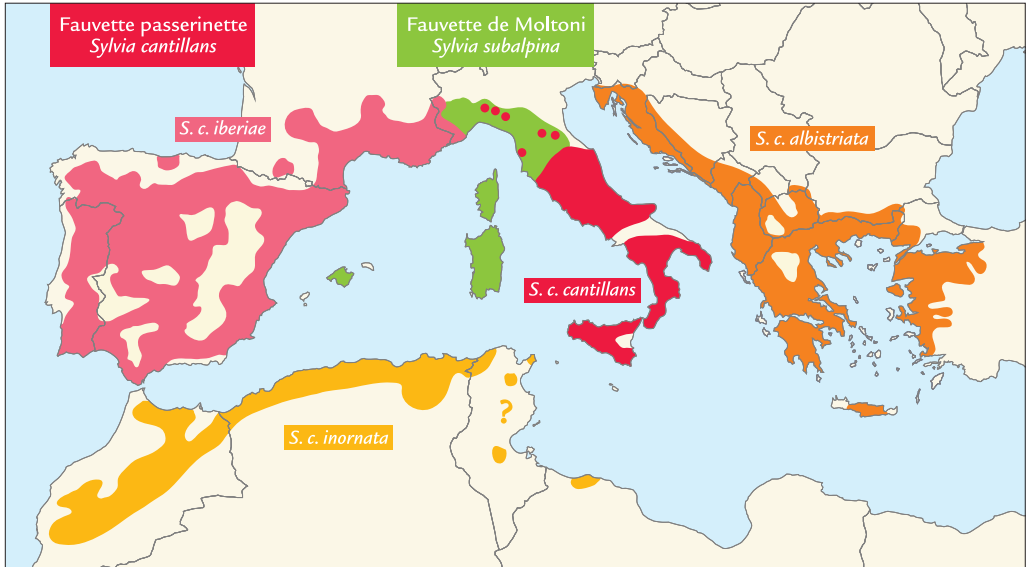 Fauvette passerinette
Sylvia cantillans
Fauvette de Moltoni
Sylvia subalpina
S. c. iberiae
S. c. albistriata
S. c. cantillans
?
S. c. inornata